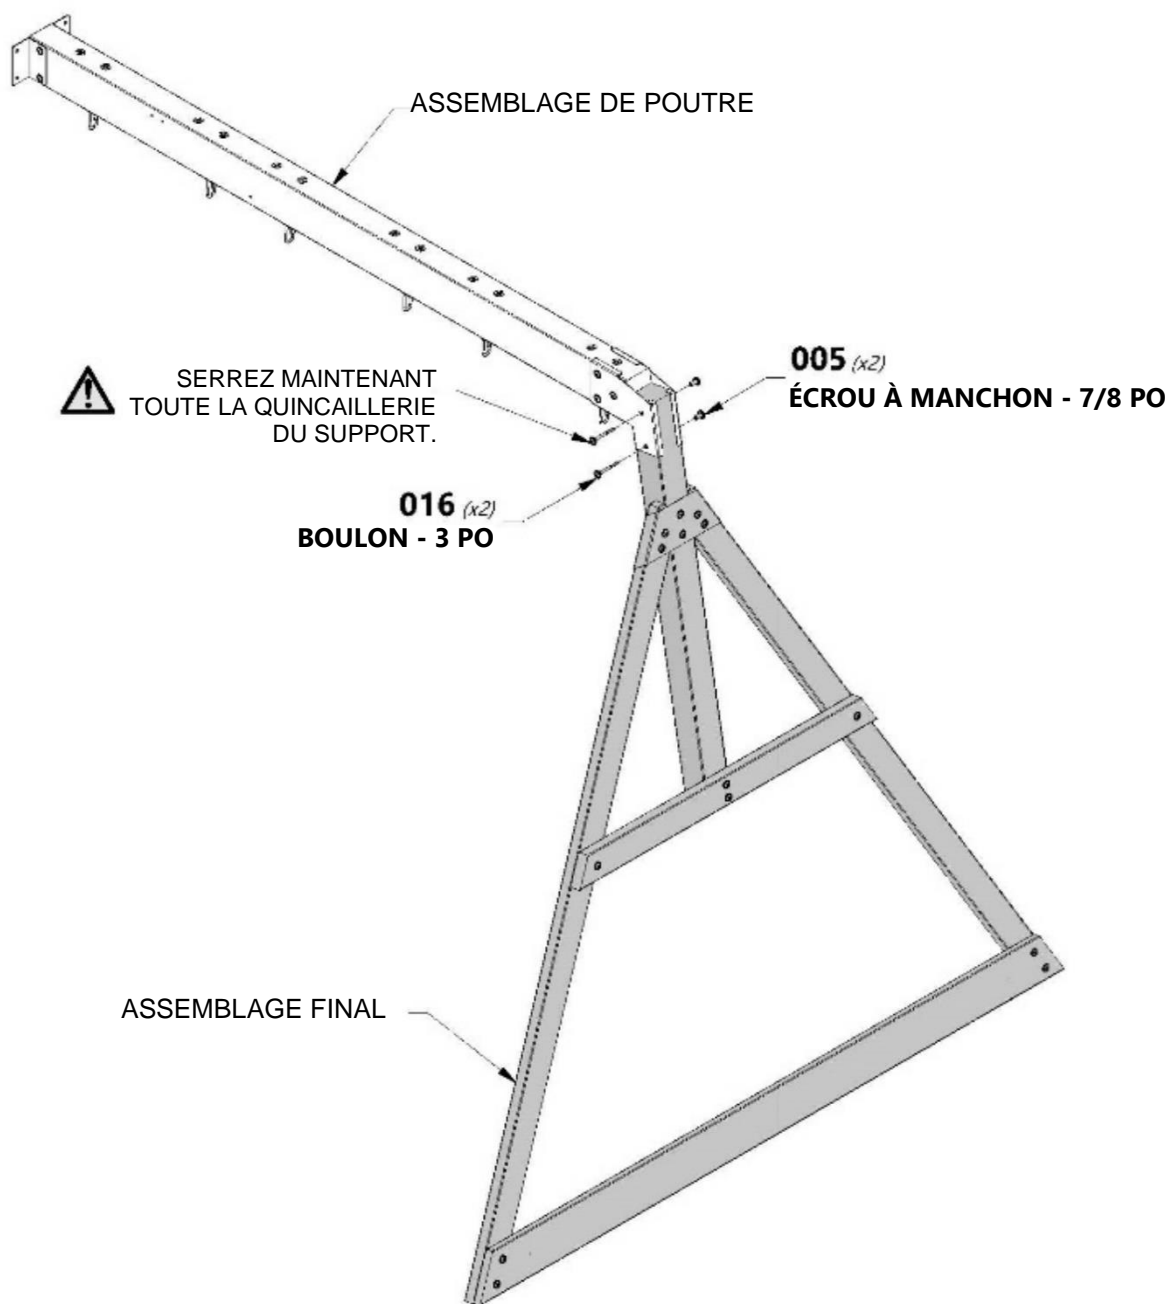 ASSEMBLAGE DE POUTRE
005 (x2)
ÉCROU À MANCHON - 7/8 PO
SERREZ MAINTENANT
TOUTE LA QUINCAILLERIE
DU SUPPORT.
016 (x2)
BOULON - 3 PO
ASSEMBLAGE FINAL